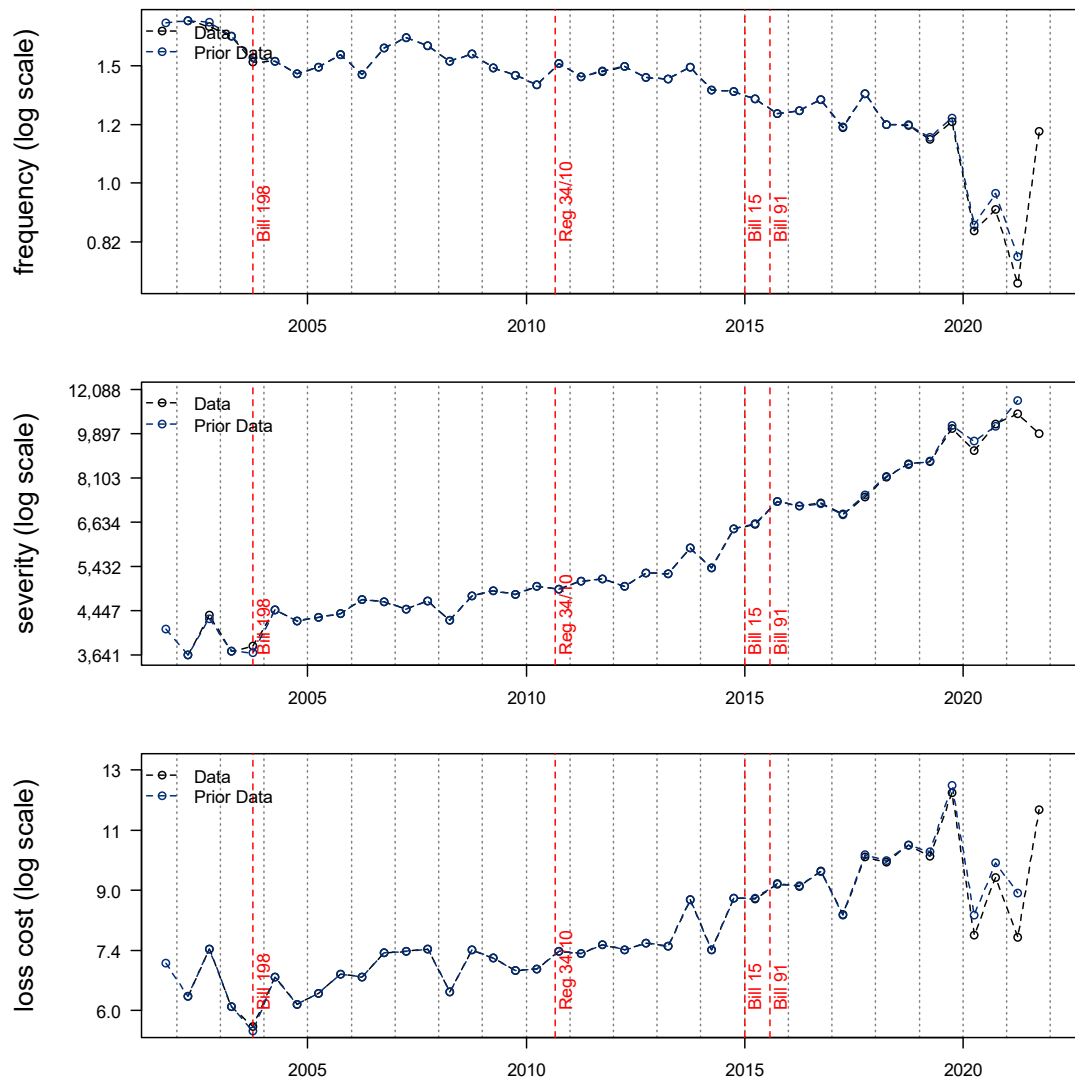 frequency (log scale)
Data
Prior Data
1.5
1.2
1.0
0.82
Bill 198
Reg 34/10
Bill 15
Bill 91
2005
2010
2015
2020
severity (log scale)
12,088
9,897
8,103
6,634
5,432
4,447
3,641
Data
Prior Data
Bill 198
Reg 34/10
Bill 15
Bill 91
2005
2010
2015
2020
loss cost (log scale)
13
11
9.0
7.4
6.0
Data
Prior Data
Bill 198
Reg 34/10
Bill 15
Bill 91
2005
2010
2015
2020